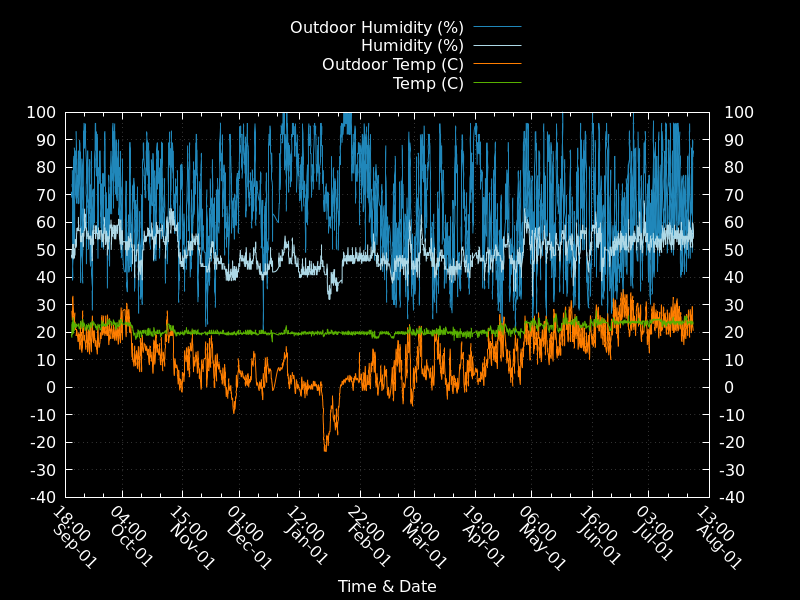 Outdoor Humidity (%)
Humidity (%)
Outdoor Temp (C)
Temp (C)
100 100
90 90
80 80
70 70
60 60
50 50
40 40
30 30
20 20
10 10
0 0
-10 -10
-20 -20
-30 -30
-40 -40
18:00 Sep-01
04:00 Oct-01
15:00 Nov-01
01:00 Dec-01
12:00 Jan-01
22:00 Feb-01
09:00 Mar-01
19:00 Apr-01
06:00 May-01
16:00 Jun-01
03:00 Jul-01
13:00 Aug-01
Time & Date